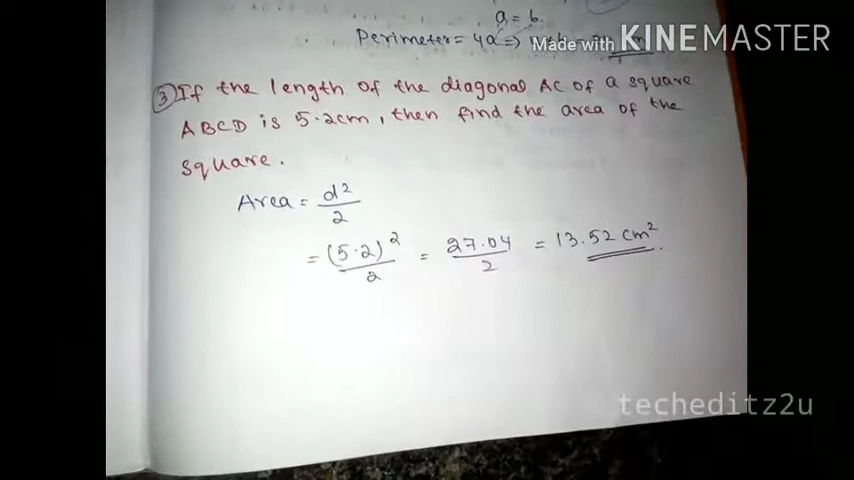 a = 6
Perimeter = 4a ⇒
Made with KINEMASTER
③ If the length of the diagonal AC of a square
ABCD is 5.2cm, then find the area of the
square.
Area = d²/2
= (5.2)²/2 = 27.04/2 = 13.52 cm².
techeditz2u